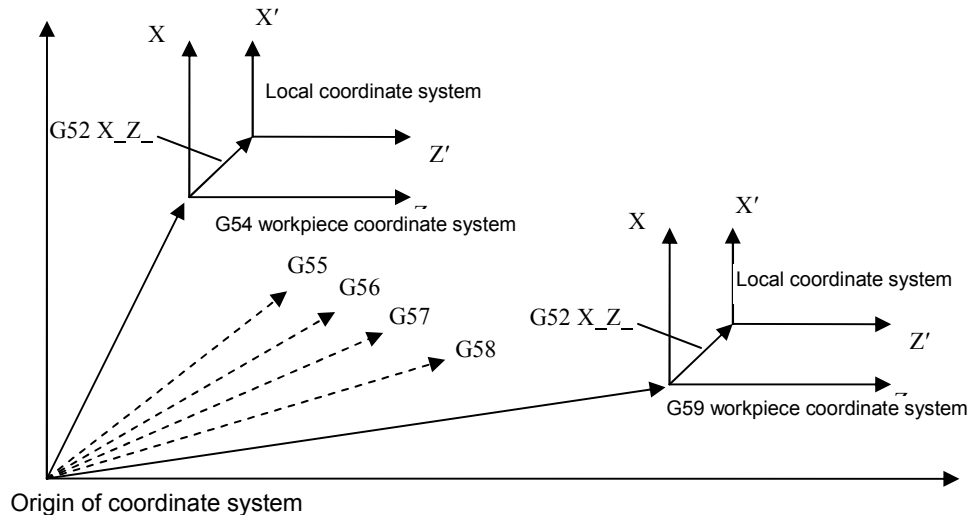 X
X′
Local coordinate system
G52 X_Z_
Z′
G54 workpiece coordinate system
G55
G56
G57
G58
X
X′
Local coordinate system
G52 X_Z_
Z′
G59 workpiece coordinate system
Origin of coordinate system